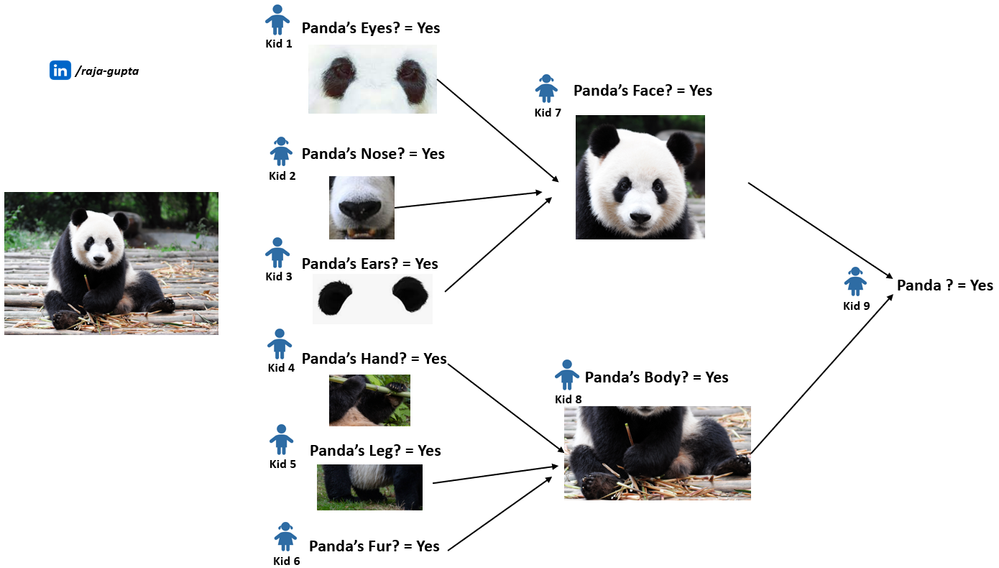 in /raja-gupta
Kid 1
Panda's Eyes? = Yes
Kid 2
Panda's Nose? = Yes
Kid 3
Panda's Ears? = Yes
Kid 4
Panda's Hand? = Yes
Kid 5
Panda's Leg? = Yes
Kid 6
Panda's Fur? = Yes
Kid 7
Panda's Face? = Yes
Kid 8
Panda's Body? = Yes
Kid 9
Panda ? = Yes